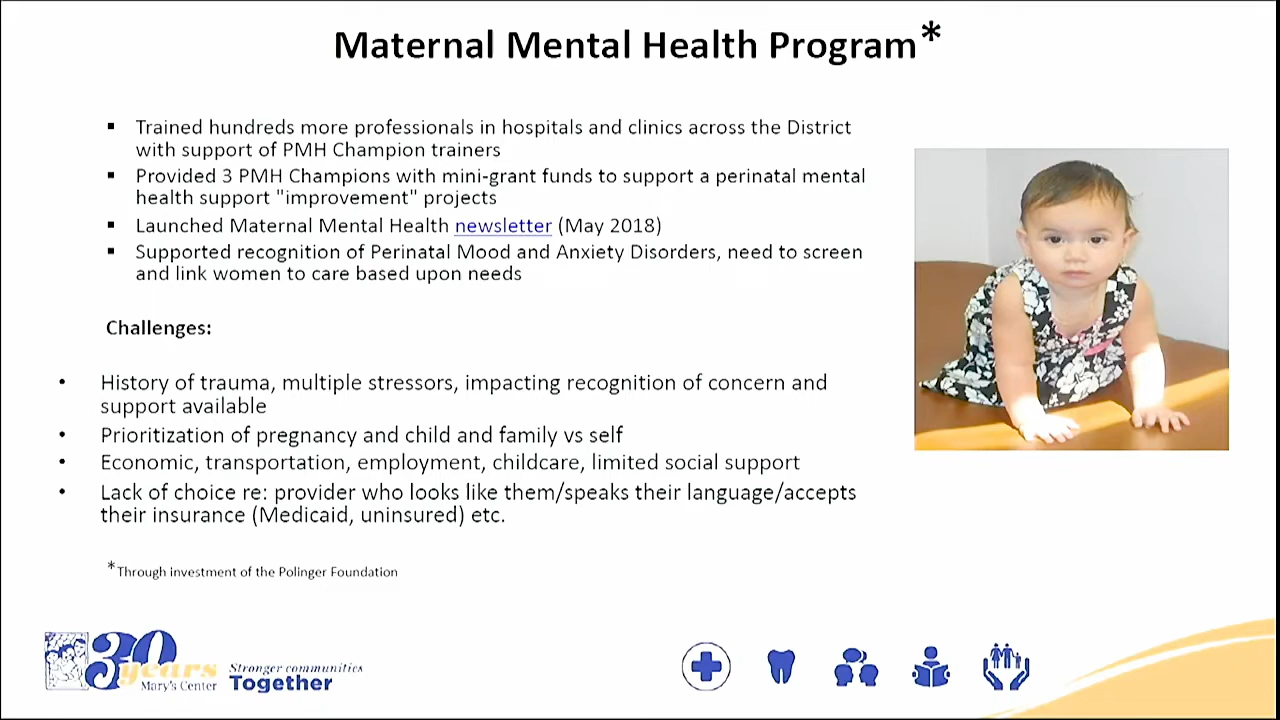 Maternal Mental Health Program*
▪ Trained hundreds more professionals in hospitals and clinics across the District
with support of PMH Champion trainers
▪ Provided 3 PMH Champions with mini-grant funds to support a perinatal mental
health support "improvement" projects
▪ Launched Maternal Mental Health newsletter (May 2018)
▪ Supported recognition of Perinatal Mood and Anxiety Disorders, need to screen
and link women to care based upon needs
Challenges:
• History of trauma, multiple stressors, impacting recognition of concern and
support available
• Prioritization of pregnancy and child and family vs self
• Economic, transportation, employment, childcare, limited social support
• Lack of choice re: provider who looks like them/speaks their language/accepts
their insurance (Medicaid, uninsured) etc.
*Through investment of the Polinger Foundation
30
years
Mary's Center
Stronger communities
Together